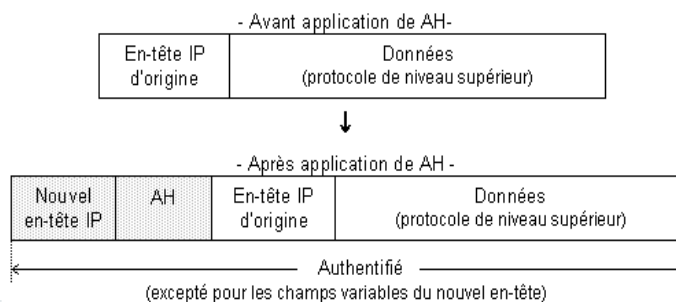 - Avant application de AH-
En-tête IP
d'origine
Données
(protocole de niveau supérieur)
- Après application de AH -
Nouvel
en-tête IP
AH
En-tête IP
d'origine
Données
(protocole de niveau supérieur)
Authentifié
(excepté pour les champs variables du nouvel en-tête)